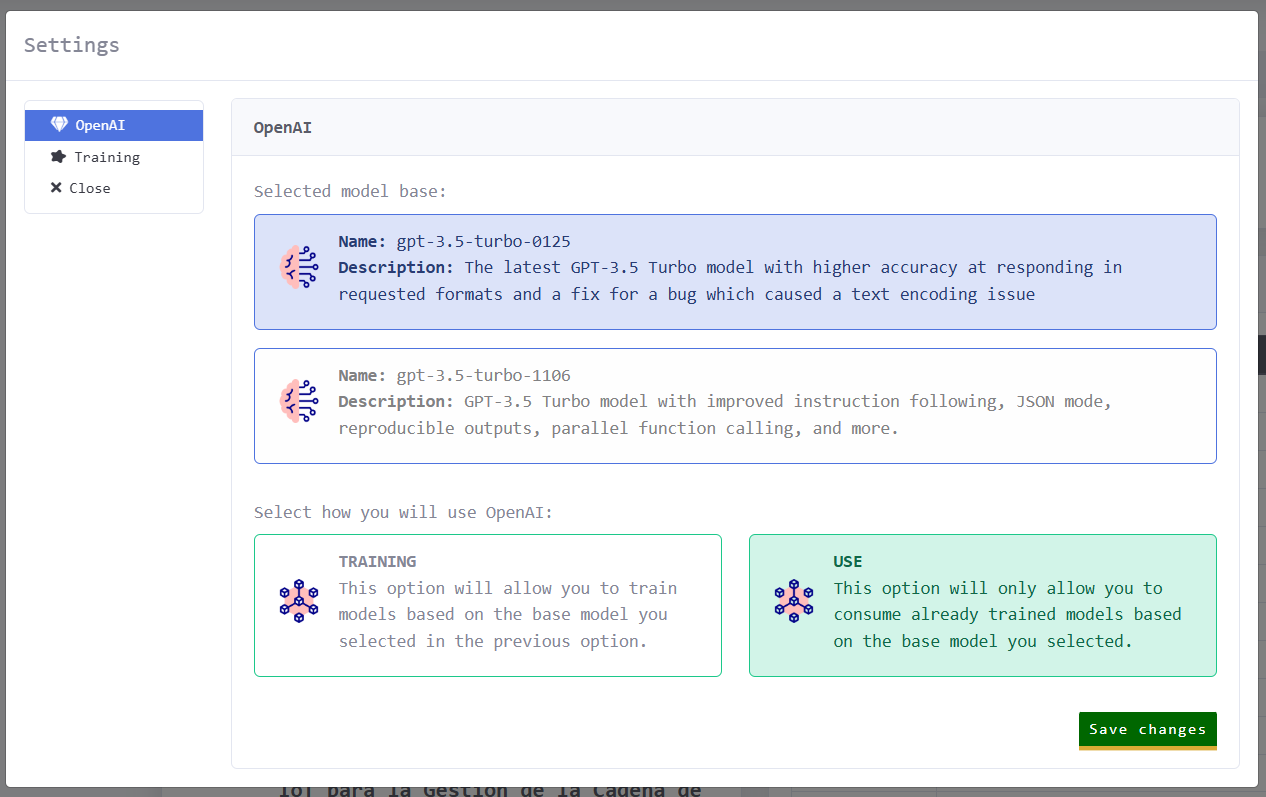 Settings
OpenAI
Training
Close
OpenAI
Selected model base:
Name: gpt-3.5-turbo-0125
Description: The latest GPT-3.5 Turbo model with higher accuracy at responding in
requested formats and a fix for a bug which caused a text encoding issue
Name: gpt-3.5-turbo-1106
Description: GPT-3.5 Turbo model with improved instruction following, JSON mode,
reproducible outputs, parallel function calling, and more.
Select how you will use OpenAI:
TRAINING
This option will allow you to train
models based on the base model you
selected in the previous option.
USE
This option will only allow you to
consume already trained models based
on the base model you selected.
Save changes
IoT para la Gestión de la Cadena de